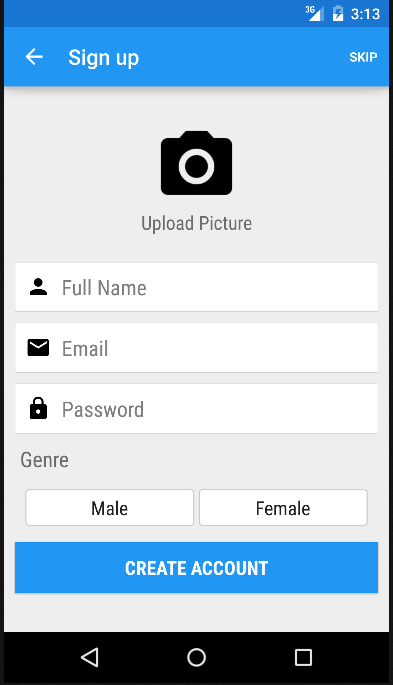 3G 3:13
Sign up SKIP
Upload Picture
Full Name
Email
Password
Genre
Male Female
CREATE ACCOUNT